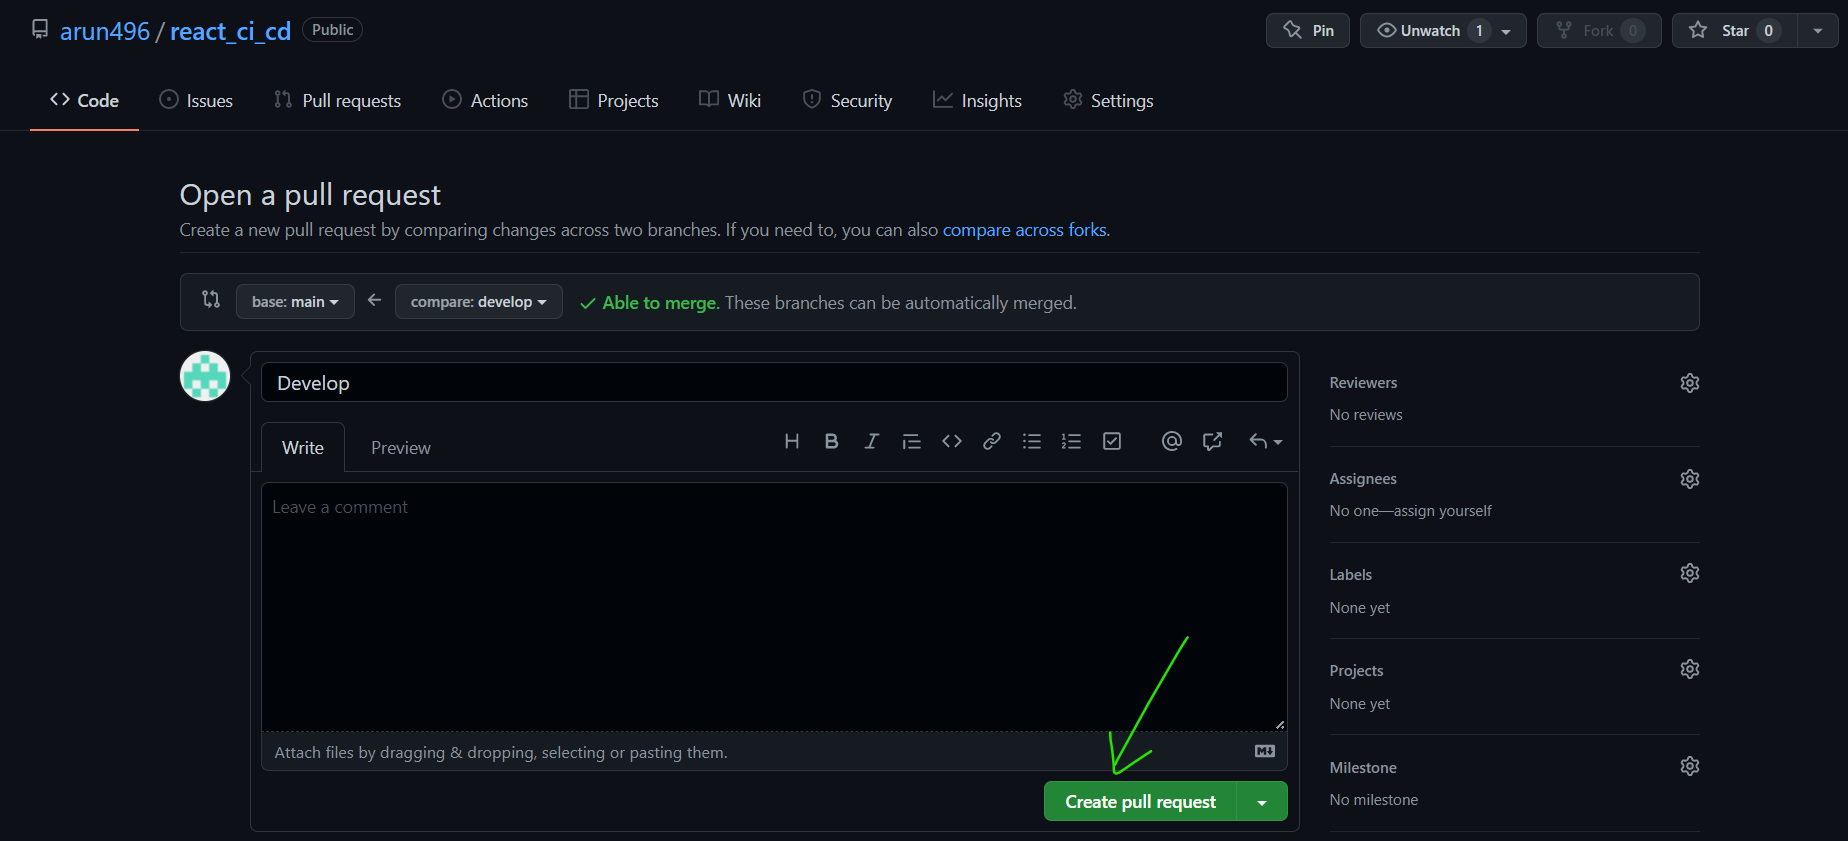 arun496 / react_ci_cd Public Pin Unwatch 1 Fork 0 Star 0
Code Issues Pull requests Actions Projects Wiki Security Insights Settings
Open a pull request
Create a new pull request by comparing changes across two branches. If you need to, you can also compare across forks.
base: main compare: develop Able to merge. These branches can be automatically merged.
Develop
Write Preview
Leave a comment
Attach files by dragging & dropping, selecting or pasting them.
Create pull request
Reviewers
No reviews
Assignees
No one—assign yourself
Labels
None yet
Projects
None yet
Milestone
No milestone